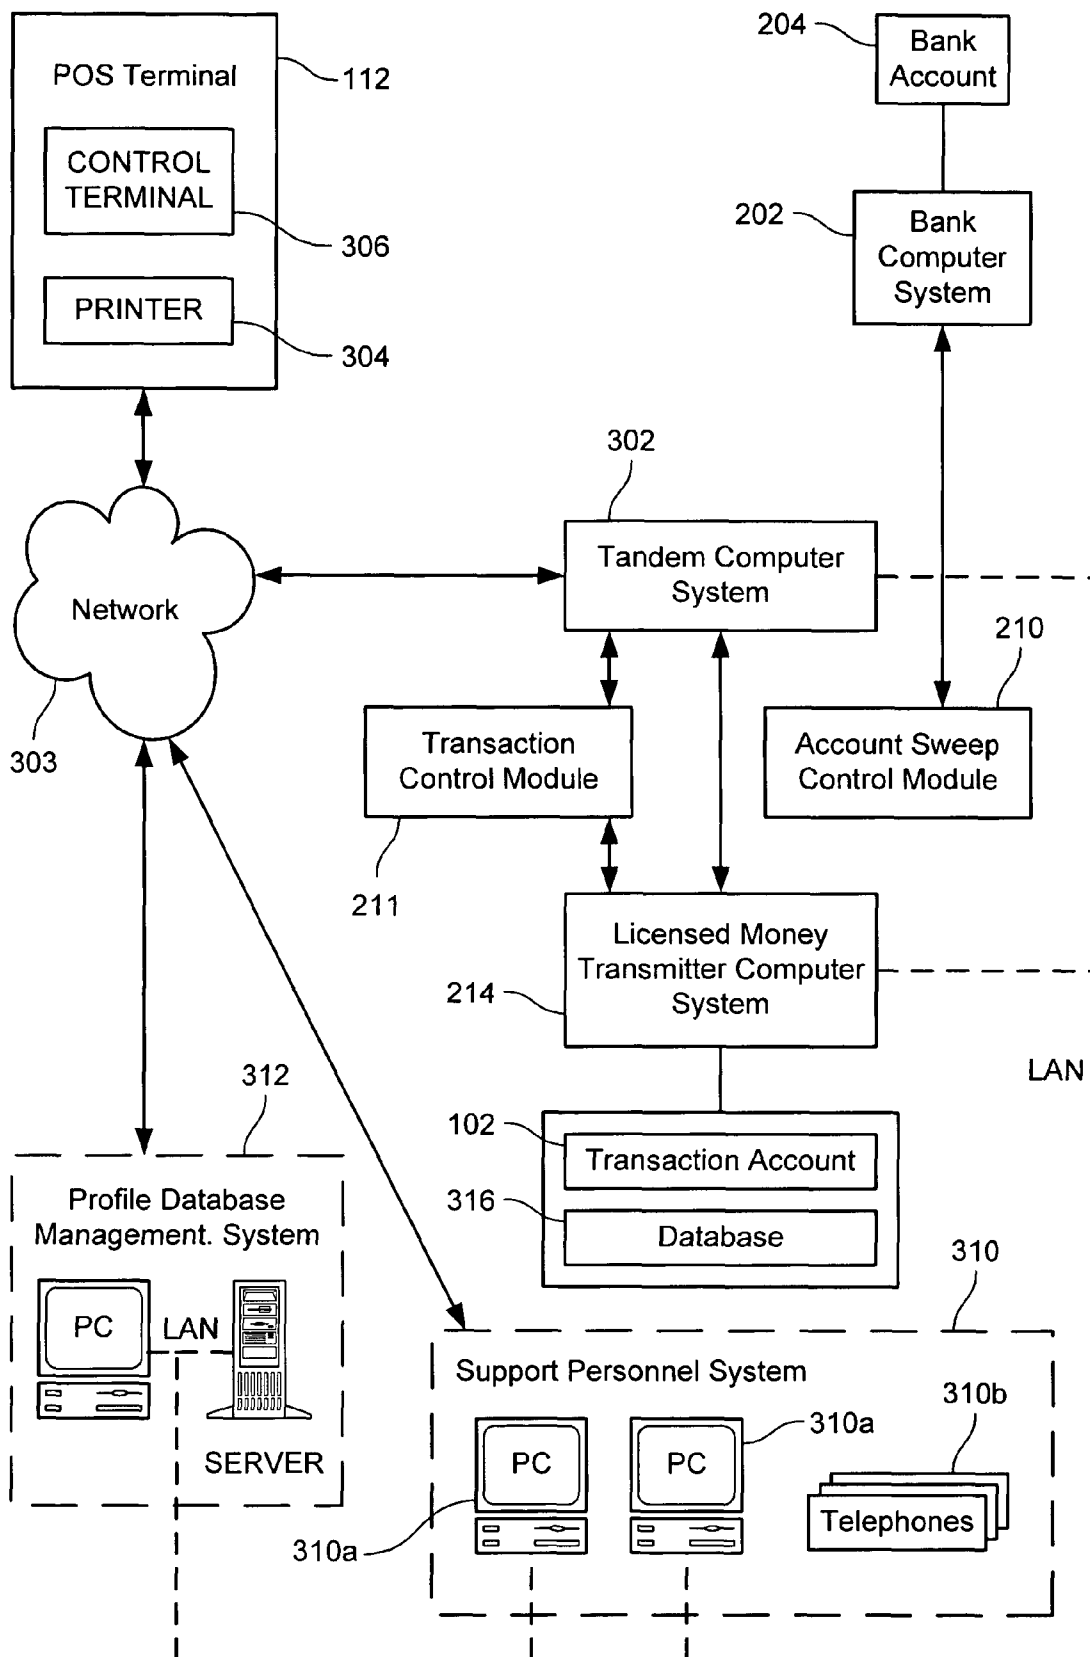 POS Terminal
112
CONTROL
TERMINAL
306
PRINTER
304
204
Bank
Account
202
Bank
Computer
System
302
Tandem Computer
System
Network
303
210
Transaction
Control Module
211
Account Sweep
Control Module
Licensed Money
Transmitter Computer
System
214
LAN
312
102
Transaction Account
316
Database
Profile Database
Management. System
PC
LAN
SERVER
310
Support Personnel System
PC
310a
PC
310a
310b
Telephones